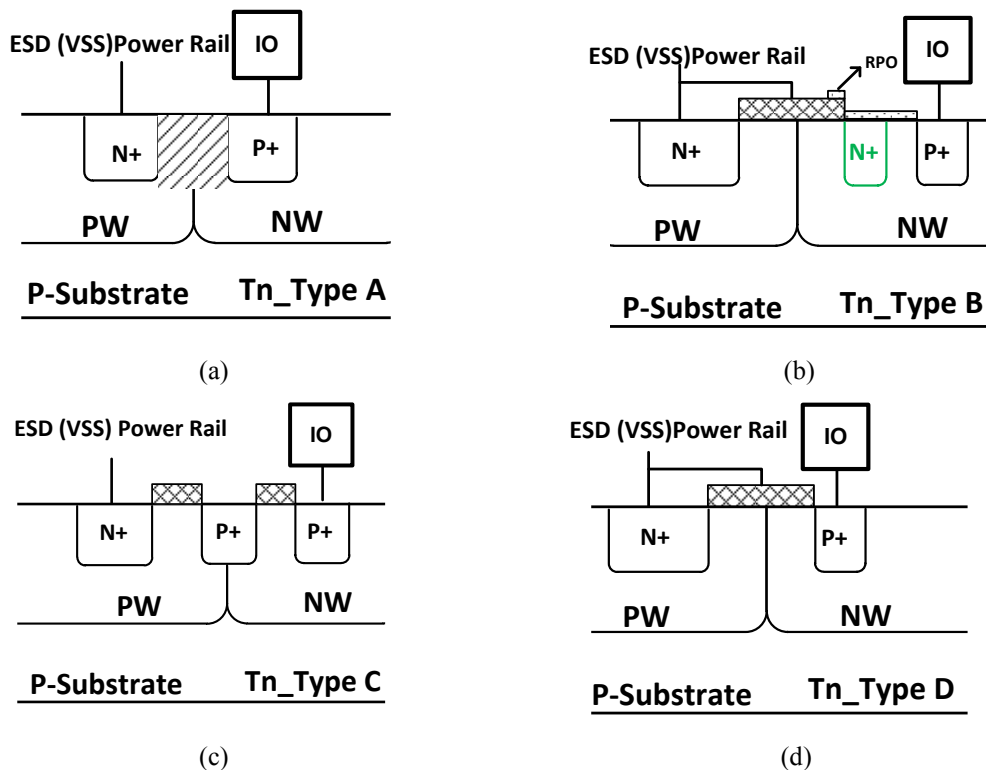 ESD (VSS)Power Rail
IO
N+
P+
PW
NW
P-Substrate
Tn_Type A
(a)
ESD (VSS)Power Rail
RPO
IO
N+
N+
P+
PW
NW
P-Substrate
Tn_Type B
(b)
ESD (VSS) Power Rail
IO
N+
P+
P+
PW
NW
P-Substrate
Tn_Type C
(c)
ESD (VSS)Power Rail
IO
N+
P+
PW
NW
P-Substrate
Tn_Type D
(d)